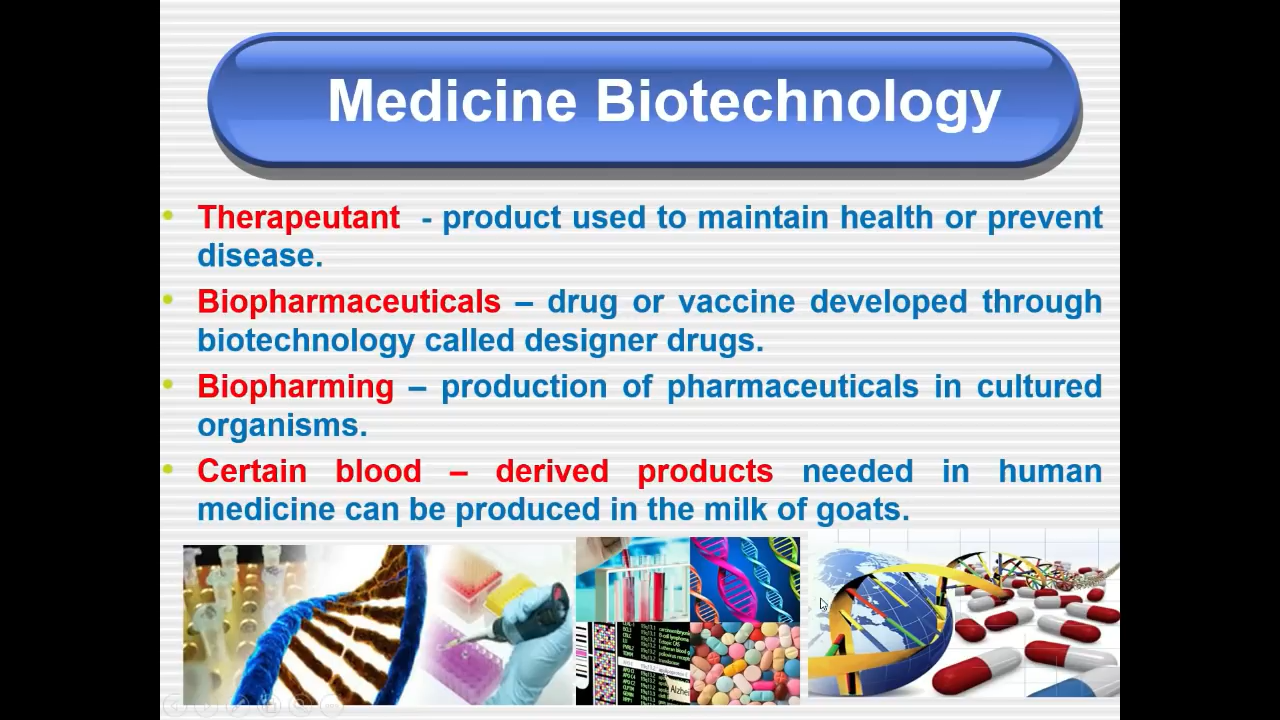 Medicine Biotechnology
• Therapeutant - product used to maintain health or prevent
disease.
• Biopharmaceuticals – drug or vaccine developed through
biotechnology called designer drugs.
• Biopharming – production of pharmaceuticals in cultured
organisms.
• Certain blood – derived products needed in human
medicine can be produced in the milk of goats.